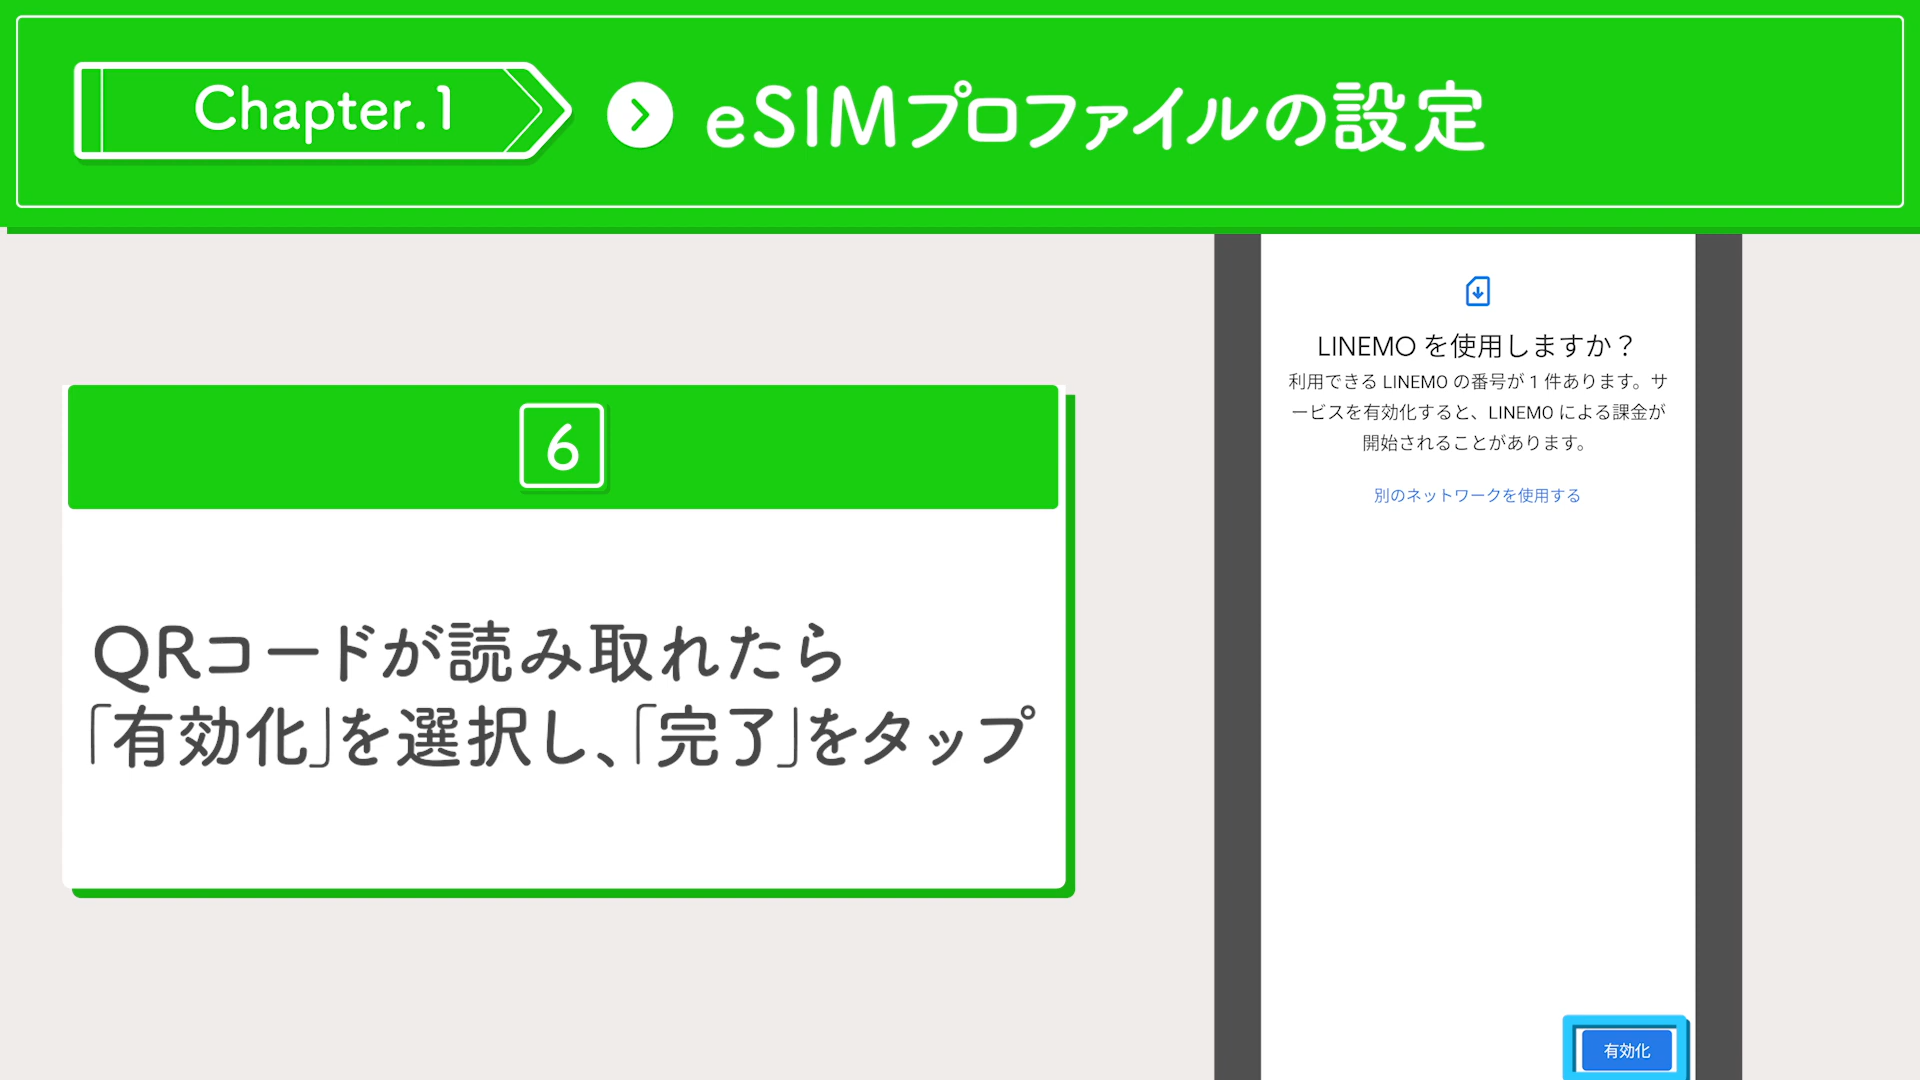 Chapter.1
eSIMプロファイルの設定
6
QRコードが読み取れたら
「有効化」を選択し、「完了」をタップ
LINEMO を使用しますか？
利用できる LINEMO の番号が 1 件あります。サ
ービスを有効化すると、LINEMO による課金が
開始されることがあります。
別のネットワークを使用する
有効化